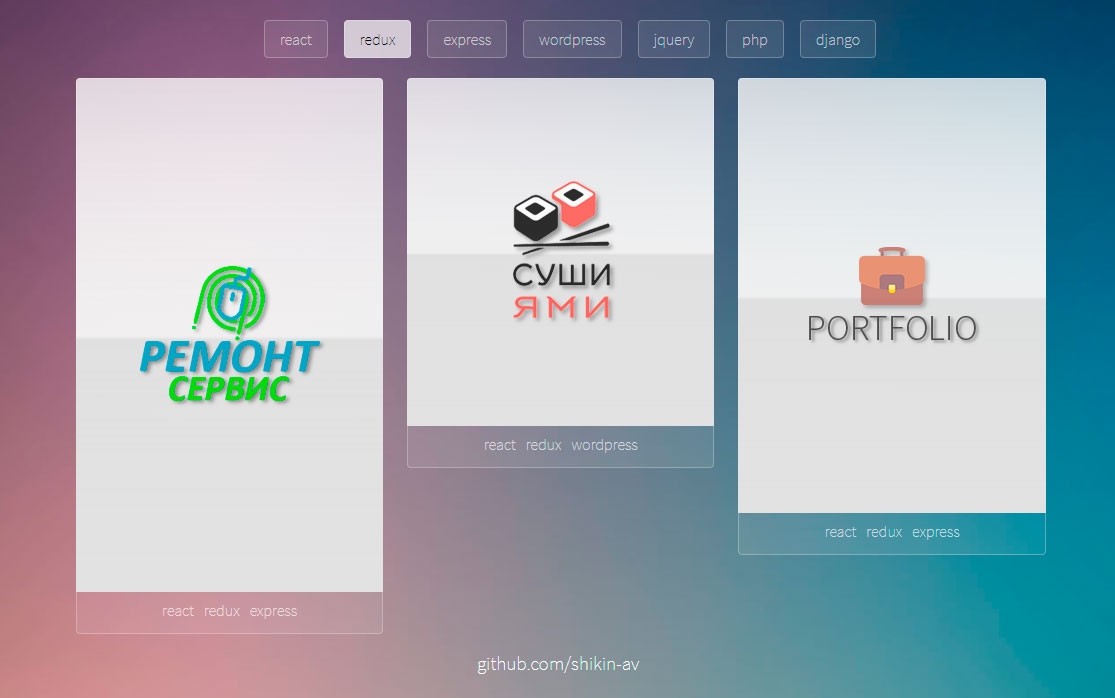 react redux express wordpress jquery php django
РЕМОНТ
СЕРВИС
react redux express
СУШИ
ЯМИ
react redux wordpress
PORTFOLIO
react redux express
github.com/shikin-av